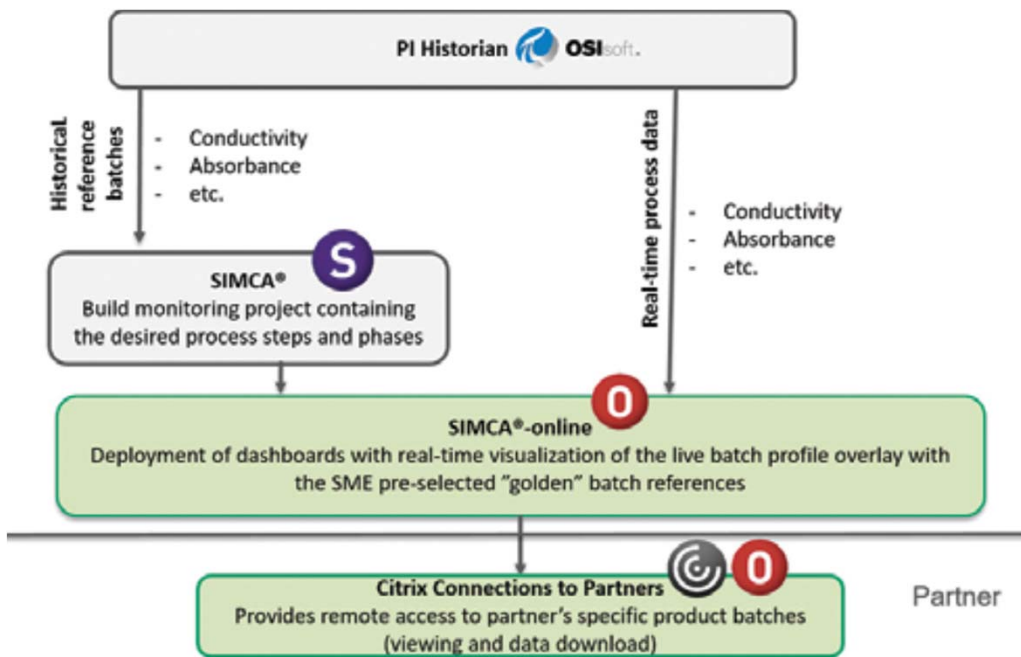 PI Historian OSIsoft.
Historical
reference
batches
- Conductivity
- Absorbance
- etc.
Real-time process data
- Conductivity
- Absorbance
- etc.
S
SIMCA®
Build monitoring project containing
the desired process steps and phases
O
SIMCA®-online
Deployment of dashboards with real-time visualization of the live batch profile overlay with
the SME pre-selected ”golden” batch references
O
Citrix Connections to Partners
Provides remote access to partner’s specific product batches
(viewing and data download)
Partner